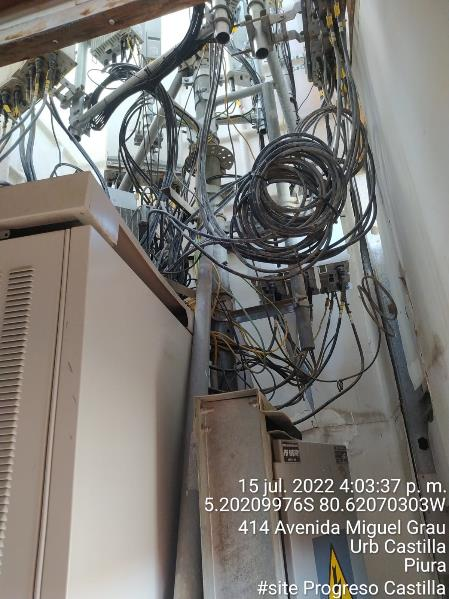 15 jul. 2022 4:03:37 p. m.
5.20209976S 80.62070303W
414 Avenida Miguel Grau
Urb Castilla
Piura
#site Progreso Castilla